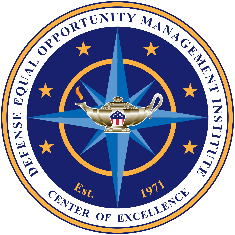 DEFENSE EQUAL OPPORTUNITY MANAGEMENT INSTITUTE
Est. 1971
CENTER OF EXCELLENCE